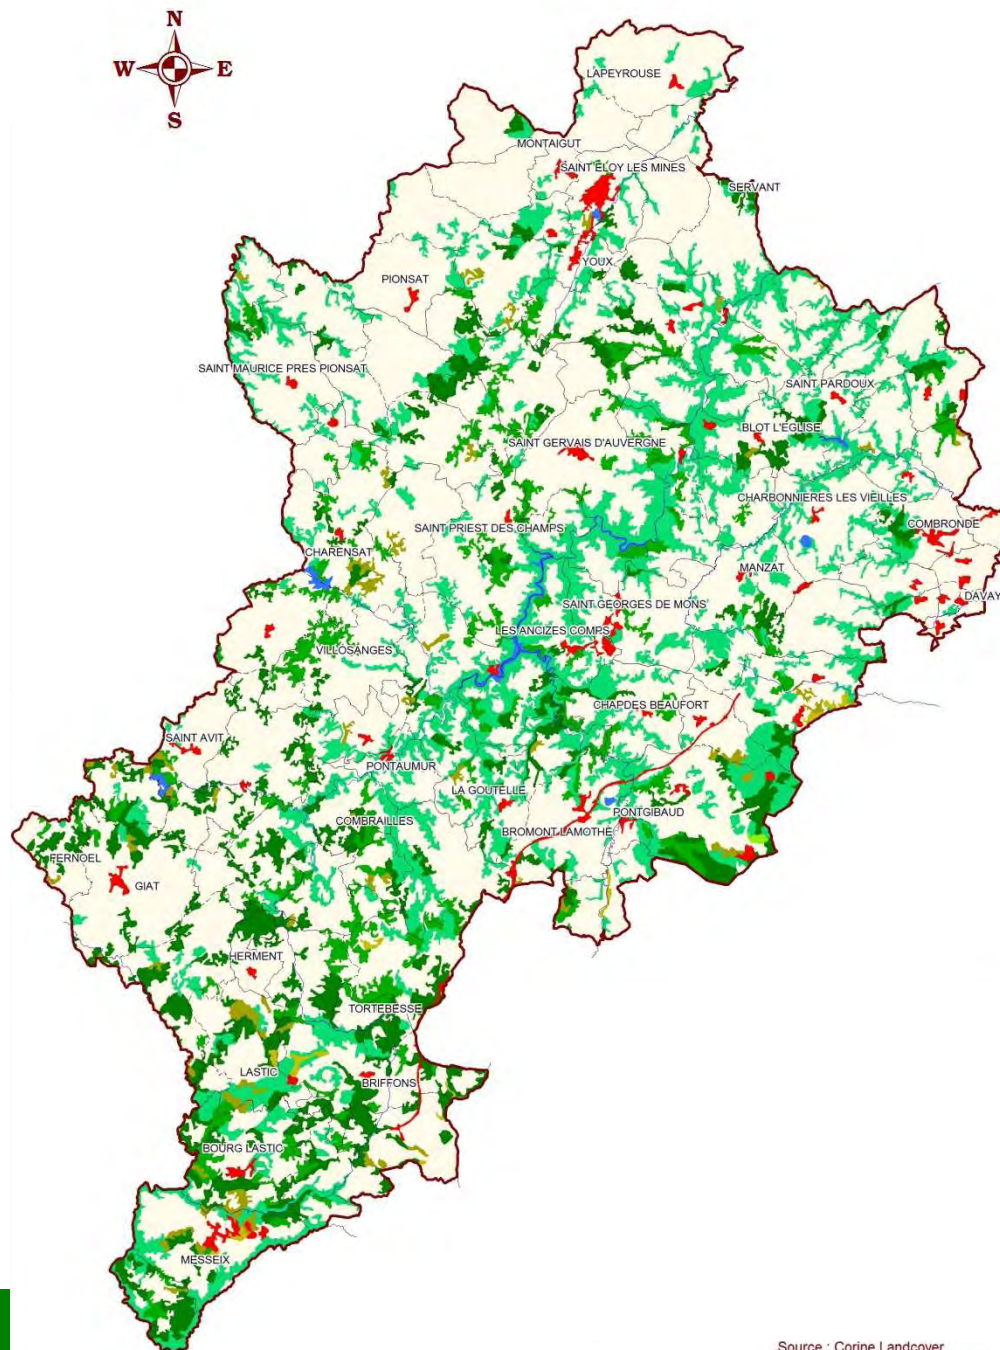 N
W E
S
LAPEYROUSE
MONTAIGUT
SAINT ELOY LES MINES
SERVANT
YOUX
PIONSAT
SAINT MAURICE PRES PIONSAT
SAINT PARDOUX
BLOT L'EGLISE
SAINT GERVAIS D'AUVERGNE
CHARBONNIERES LES VIEILLES
SAINT PRIEST DES CHAMPS
COMBRONDE
CHARENSAT
MANZAT
DAVAY
SAINT GEORGES DE MONS
LES ANCIZES COMPS
VILLOSANGES
CHAPDES BEAUFORT
SAINT AVIT
PONTAUMUR
LA GOUTELLE
PONTGIBAUD
COMBRAILLES
BROMONT LAMOTHE
FERNOEL
GIAT
HERMENT
TORTEBESSE
LASTIC
BRIFFONS
BOURG LASTIC
MESSEIX
Source : Corine Landcover